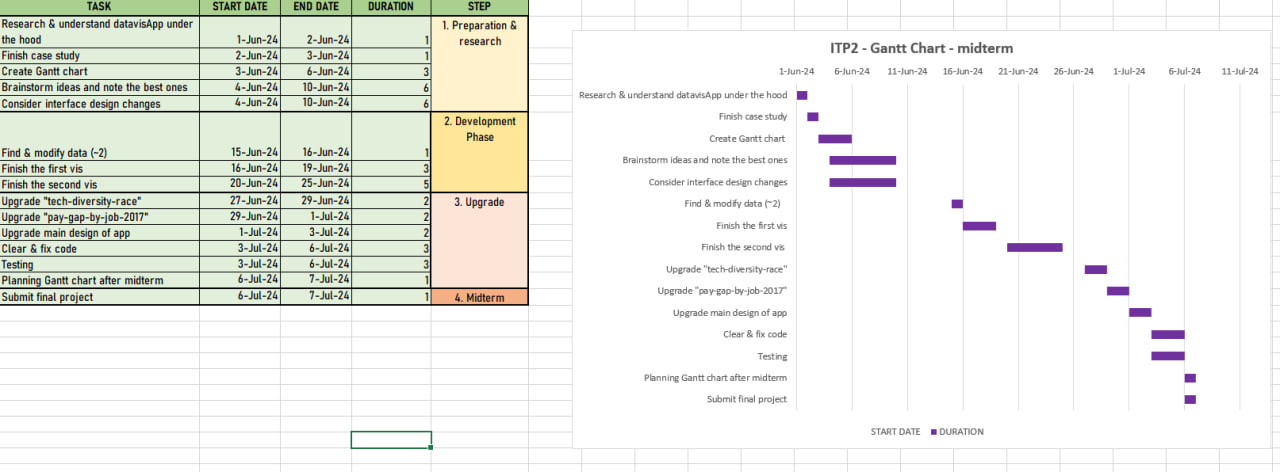 TASK START DATE END DATE DURATION STEP
Research & understand datavisApp under
the hood 1-Jun-24 2-Jun-24 1 1. Preparation &
research
Finish case study 2-Jun-24 3-Jun-24 1
Create Gantt chart 3-Jun-24 6-Jun-24 3
Brainstorm ideas and note the best ones 4-Jun-24 10-Jun-24 6
Consider interface design changes 4-Jun-24 10-Jun-24 6
2. Development
Phase
Find & modify data (~2) 15-Jun-24 16-Jun-24 1
Finish the first vis 16-Jun-24 19-Jun-24 3
Finish the second vis 20-Jun-24 25-Jun-24 5
Upgrade "tech-diversity-race" 27-Jun-24 29-Jun-24 2 3. Upgrade
Upgrade "pay-gap-by-job-2017" 29-Jun-24 1-Jul-24 2
Upgrade main design of app 1-Jul-24 3-Jul-24 2
Clear & fix code 3-Jul-24 6-Jul-24 3
Testing 3-Jul-24 6-Jul-24 3
Planning Gantt chart after midterm 6-Jul-24 7-Jul-24 1
Submit final project 6-Jul-24 7-Jul-24 1 4. Midterm
ITP2 - Gantt Chart - midterm
1-Jun-24 6-Jun-24 11-Jun-24 16-Jun-24 21-Jun-24 26-Jun-24 1-Jul-24 6-Jul-24 11-Jul-24
Research & understand datavisApp under the hood
Finish case study
Create Gantt chart
Brainstorm ideas and note the best ones
Consider interface design changes
Find & modify data (~2)
Finish the first vis
Finish the second vis
Upgrade "tech-diversity-race"
Upgrade "pay-gap-by-job-2017"
Upgrade main design of app
Clear & fix code
Testing
Planning Gantt chart after midterm
Submit final project
START DATE DURATION